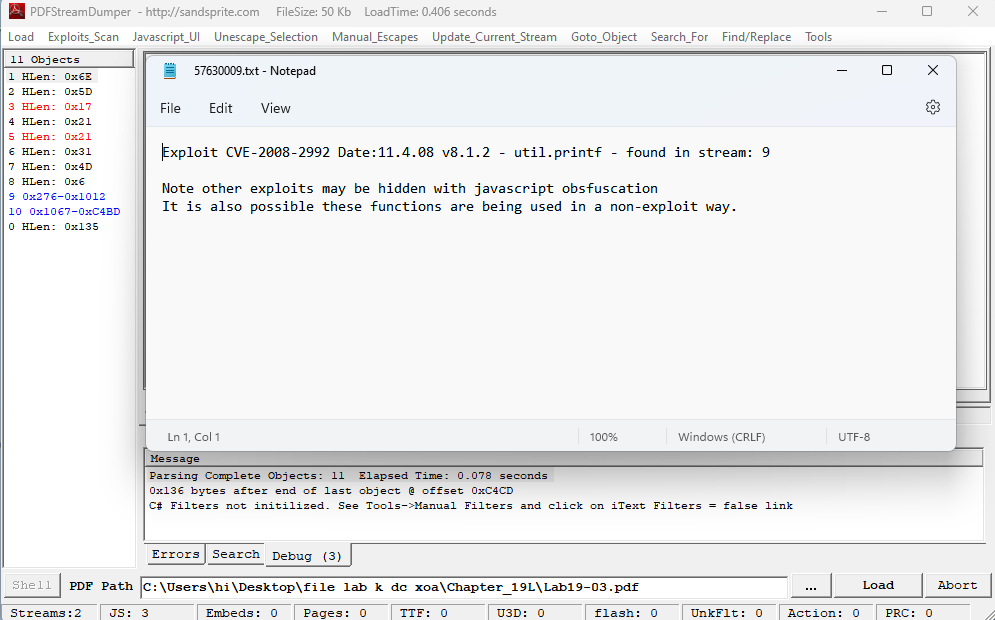 PDFStreamDumper - http://sandsprite.com FileSize: 50 Kb LoadTime: 0.406 seconds
Load Exploits_Scan Javascript_UI Unescape_Selection Manual_Escapes Update_Current_Stream Goto_Object Search_For Find/Replace Tools
11 Objects
1 HLen: 0x6E
2 HLen: 0x5D
3 HLen: 0x17
4 HLen: 0x21
5 HLen: 0x21
6 HLen: 0x31
7 HLen: 0x4D
8 HLen: 0x6
9 0x276-0x1012
10 0x1067-0xC4BD
0 HLen: 0x135
57630009.txt - Notepad
File Edit View
Exploit CVE-2008-2992 Date:11.4.08 v8.1.2 - util.printf - found in stream: 9
Note other exploits may be hidden with javascript obsfuscation
It is also possible these functions are being used in a non-exploit way.
Ln 1, Col 1 100% Windows (CRLF) UTF-8
Message
Parsing Complete Objects: 11 Elapsed Time: 0.078 seconds
0x136 bytes after end of last object @ offset 0xC4CD
C# Filters not initilized. See Tools->Manual Filters and click on iText Filters = false link
Errors Search Debug (3)
Shell PDF Path C:\Users\hi\Desktop\file lab k dc xoa\Chapter_19L\Lab19-03.pdf ... Load Abort
Streams:2 JS: 3 Embeds: 0 Pages: 0 TTF: 0 U3D: 0 flash: 0 UnkFlt: 0 Action: 0 PRC: 0